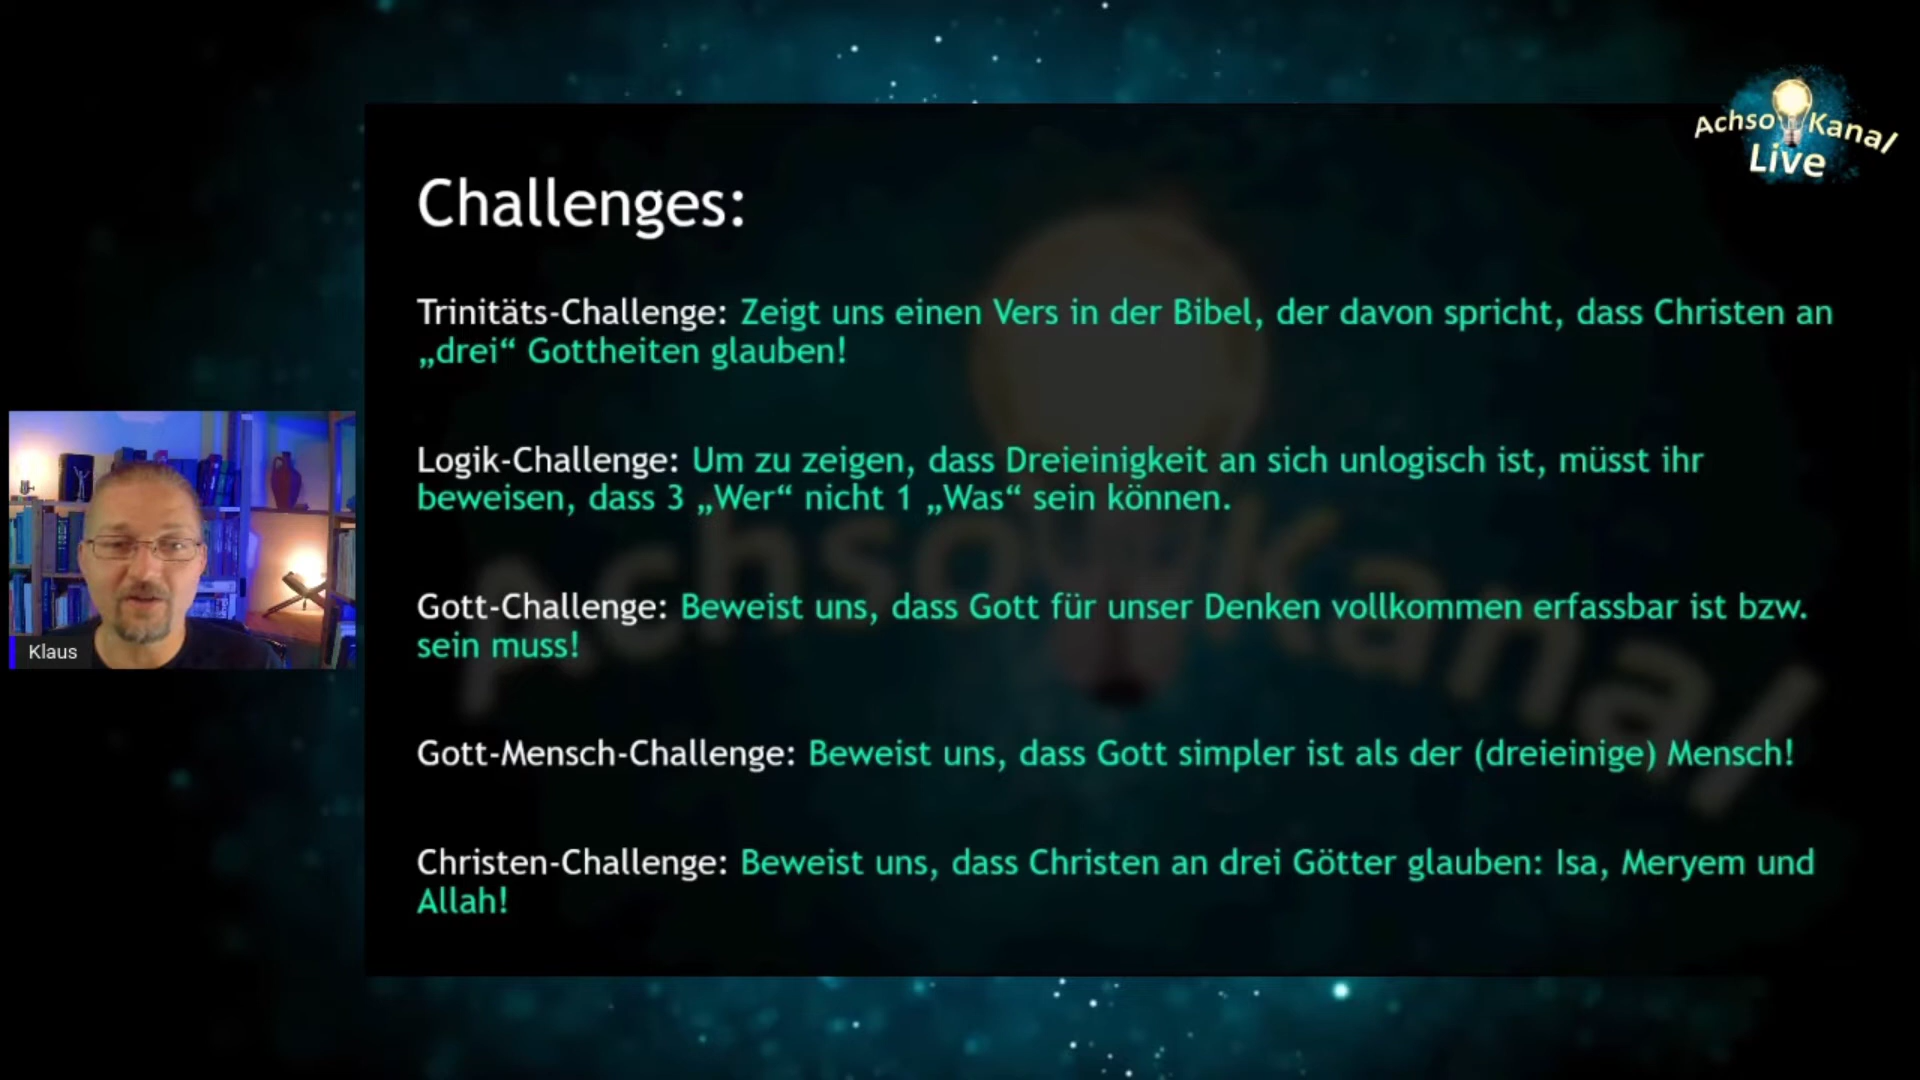 Achso Kanal
Live
Challenges:
Trinitäts-Challenge: Zeigt uns einen Vers in der Bibel, der davon spricht, dass Christen an
„drei“ Gottheiten glauben!
Logik-Challenge: Um zu zeigen, dass Dreieinigkeit an sich unlogisch ist, müsst ihr
beweisen, dass 3 „Wer“ nicht 1 „Was“ sein können.
Gott-Challenge: Beweist uns, dass Gott für unser Denken vollkommen erfassbar ist bzw.
sein muss!
Klaus
Gott-Mensch-Challenge: Beweist uns, dass Gott simpler ist als der (dreieinige) Mensch!
Christen-Challenge: Beweist uns, dass Christen an drei Götter glauben: Isa, Meryem und
Allah!
Achso Kanal